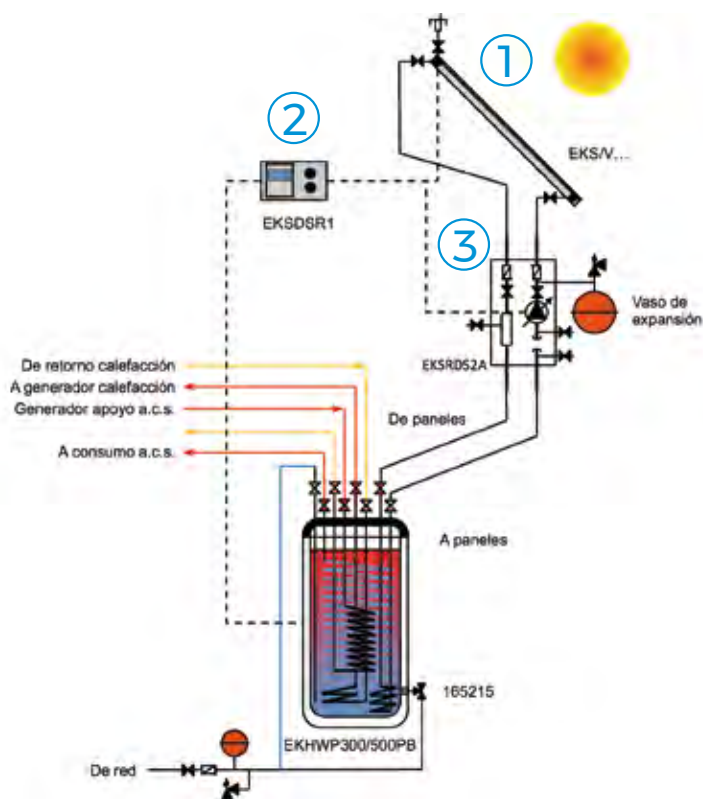 1
2
EKS/V....
EKSDSR1
3
Vaso de
expansión
EKSRDS2A
De retorno calefacción
A generador calefacción
Generador apoyo a.c.s.
De paneles
A consumo a.c.s.
A paneles
165215
EKHWP300/500PB
De red